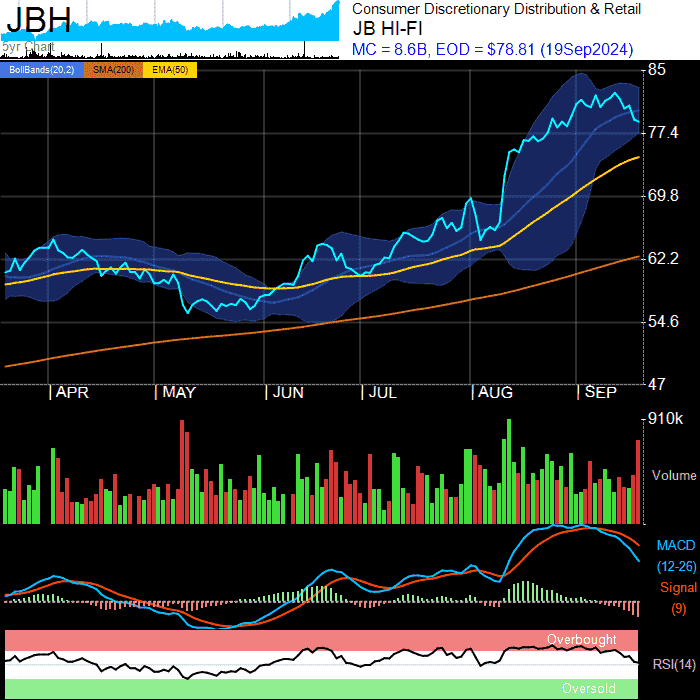 JBH
5yr Chart
Consumer Discretionary Distribution & Retail
JB HI-FI
MC = 8.6B, EOD = $78.81 (19Sep2024)
BollBands(20,2) SMA(200) EMA(50)
85
77.4
69.8
62.2
54.6
47
APR MAY JUN JUL AUG SEP
910k
Volume
MACD
(12-26)
Signal
(9)
Overbought
RSI(14)
Oversold